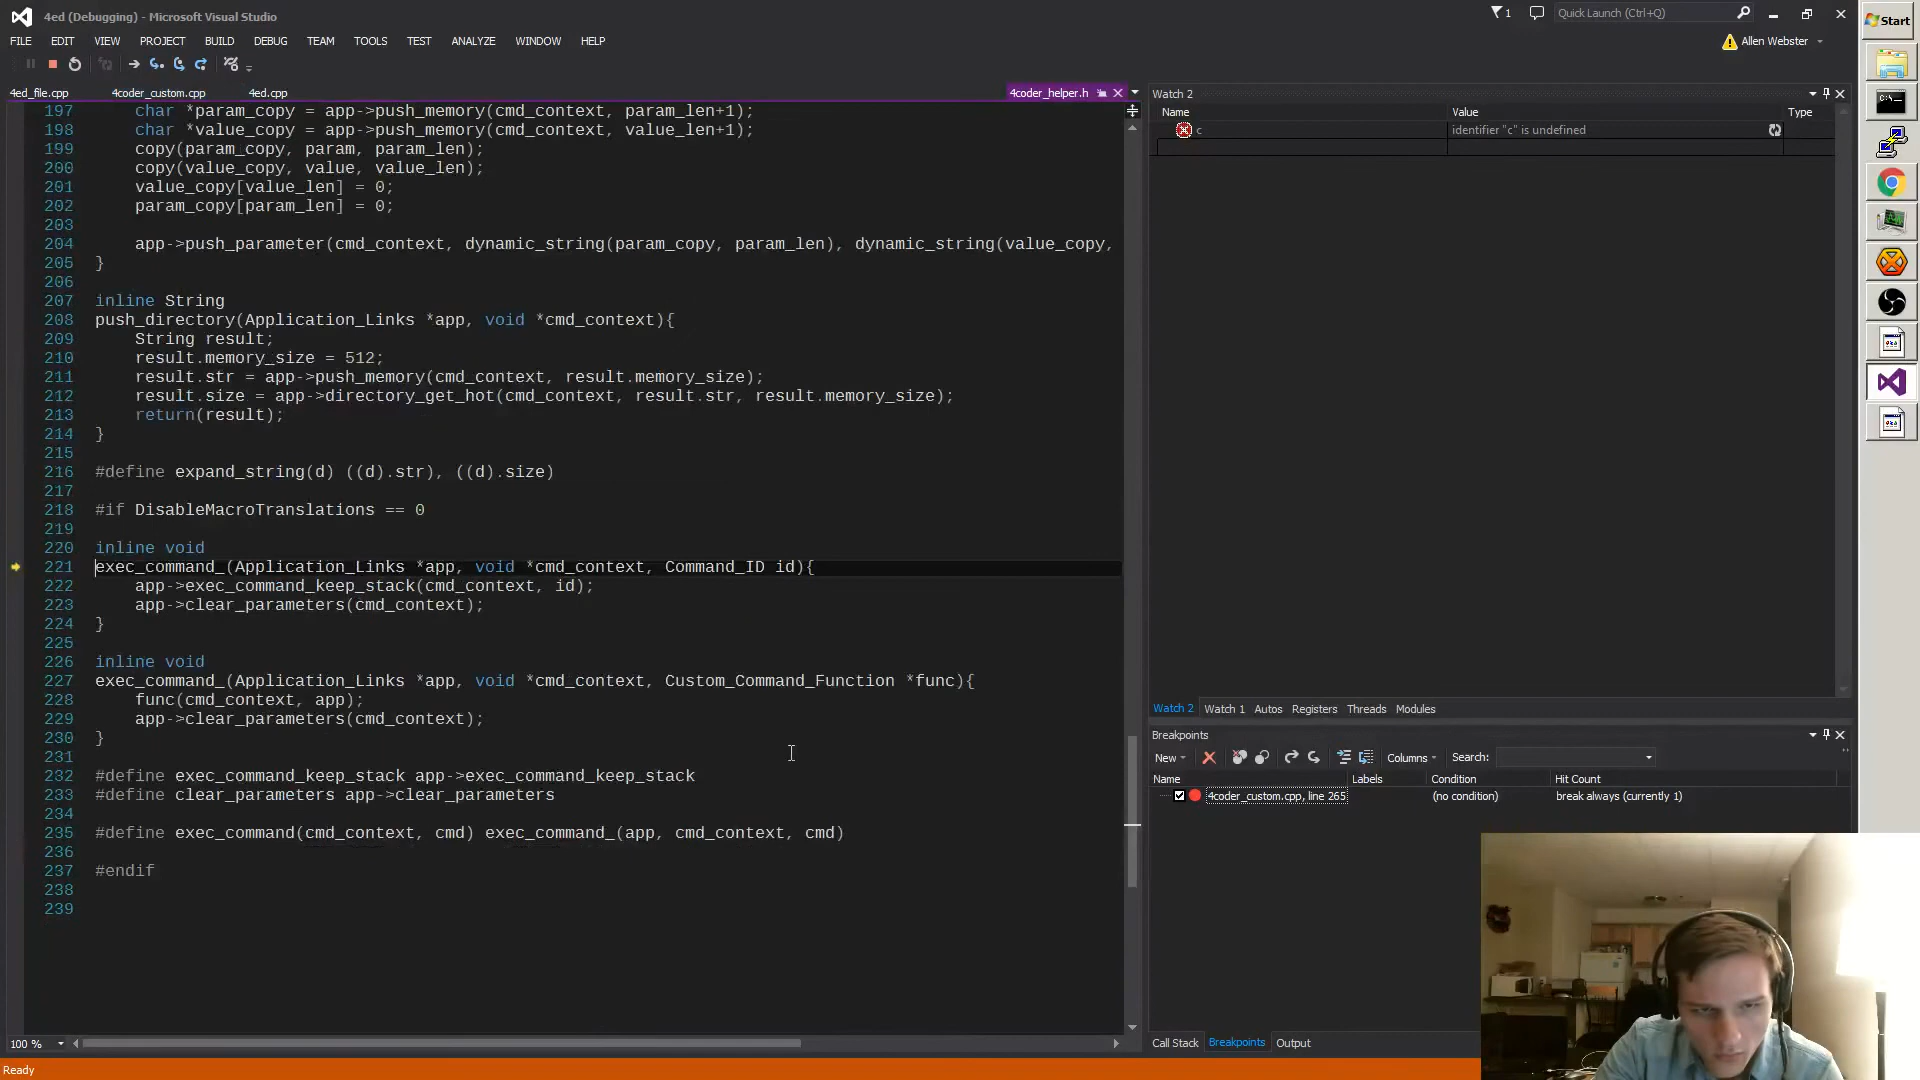 4ed (Debugging) - Microsoft Visual Studio
1
Quick Launch (Ctrl+Q)
Start
FILE EDIT VIEW PROJECT BUILD DEBUG TEAM TOOLS TEST ANALYZE WINDOW HELP
Allen Webster
4ed_file.cpp 4coder_custom.cpp 4ed.cpp 4coder_helper.h
197 char *param_copy = app->push_memory(cmd_context, param_len+1);
198 char *value_copy = app->push_memory(cmd_context, value_len+1);
199 copy(param_copy, param, param_len);
200 copy(value_copy, value, value_len);
201 value_copy[value_len] = 0;
202 param_copy[param_len] = 0;
203
204 app->push_parameter(cmd_context, dynamic_string(param_copy, param_len), dynamic_string(value_copy,
205 }
206
207 inline String
208 push_directory(Application_Links *app, void *cmd_context){
209 String result;
210 result.memory_size = 512;
211 result.str = app->push_memory(cmd_context, result.memory_size);
212 result.size = app->directory_get_hot(cmd_context, result.str, result.memory_size);
213 return(result);
214 }
215
216 #define expand_string(d) ((d).str), ((d).size)
217
218 #if DisableMacroTranslations == 0
219
220 inline void
221 exec_command_(Application_Links *app, void *cmd_context, Command_ID id){
222 app->exec_command_keep_stack(cmd_context, id);
223 app->clear_parameters(cmd_context);
224 }
225
226 inline void
227 exec_command_(Application_Links *app, void *cmd_context, Custom_Command_Function *func){
228 func(cmd_context, app);
229 app->clear_parameters(cmd_context);
230 }
231
232 #define exec_command_keep_stack app->exec_command_keep_stack
233 #define clear_parameters app->clear_parameters
234
235 #define exec_command(cmd_context, cmd) exec_command_(app, cmd_context, cmd)
236
237 #endif
238
239
100 %
Ready
Watch 2
Name Value Type
c identifier "c" is undefined
Watch 2 Watch 1 Autos Registers Threads Modules
Breakpoints
New Columns Search:
Name Labels Condition Hit Count
4coder_custom.cpp, line 265 (no condition) break always (currently 1)
Call Stack Breakpoints Output